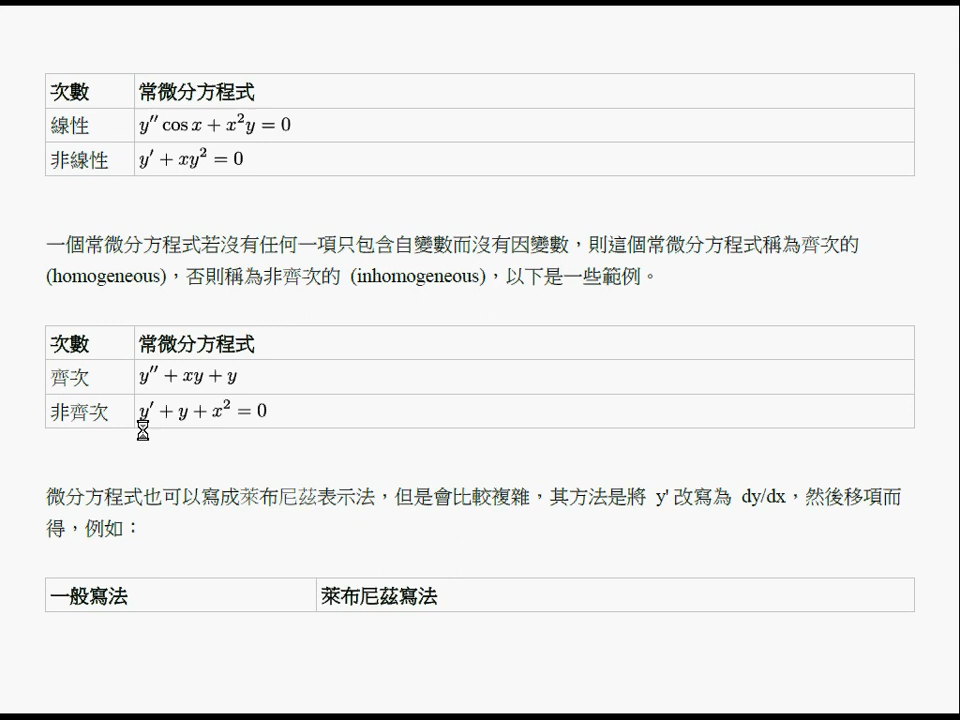 次數 常微分方程式
線性 y″ cos x + x²y = 0
非線性 y′ + xy² = 0
一個常微分方程式若沒有任何一項只包含自變數而沒有因變數，則這個常微分方程式稱為齊次的
(homogeneous)，否則稱為非齊次的 (inhomogeneous)，以下是一些範例。
次數 常微分方程式
齊次 y″ + xy + y
非齊次 y′ + y + x² = 0
微分方程式也可以寫成萊布尼茲表示法，但是會比較複雜，其方法是將 y' 改寫為 dy/dx，然後移項而
得，例如：
一般寫法 萊布尼茲寫法